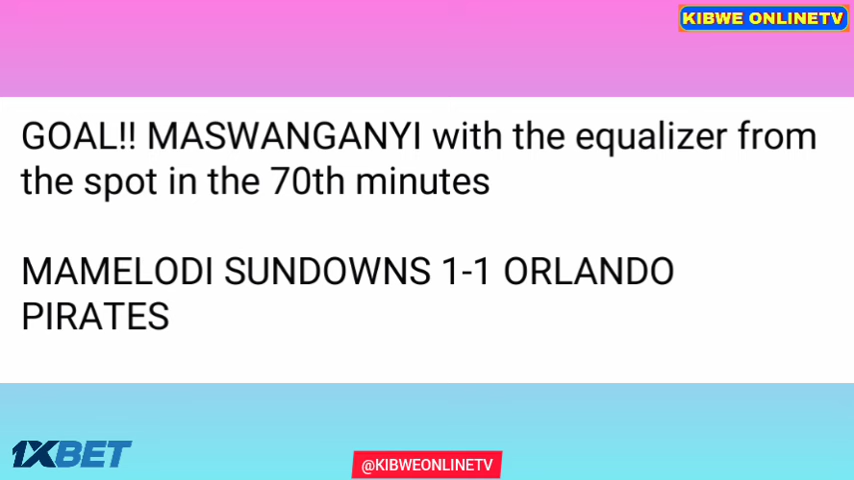 KIBWE ONLINETV
GOAL!! MASWANGANYI with the equalizer from
the spot in the 70th minutes
MAMELODI SUNDOWNS 1-1 ORLANDO
PIRATES
1XBET
@KIBWEONLINETV